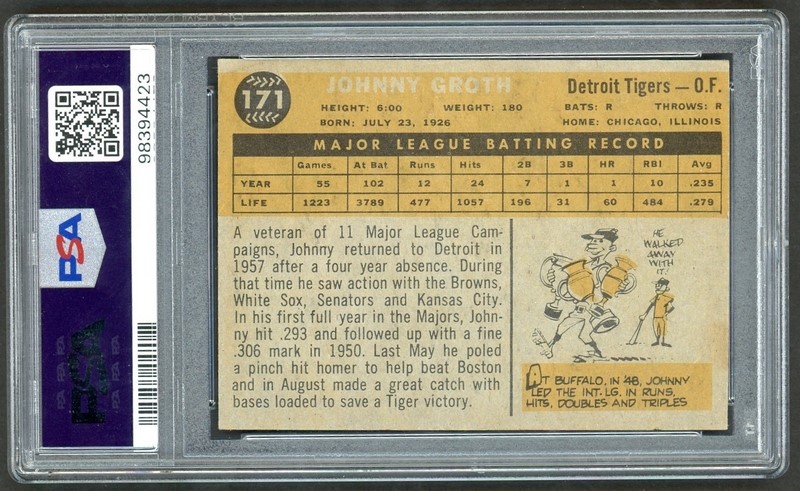 98394423
PSA
PSA
171
JOHNNY GROTH
Detroit Tigers — O.F.
HEIGHT: 6:00 WEIGHT: 180 BATS: R THROWS: R
BORN: JULY 23, 1926 HOME: CHICAGO, ILLINOIS
MAJOR LEAGUE BATTING RECORD
Games At Bat Runs Hits 2B 3B HR RBI Avg
YEAR 55 102 12 24 7 1 1 10 .235
LIFE 1223 3789 477 1057 196 31 60 484 .279
A veteran of 11 Major League Cam-
paigns, Johnny returned to Detroit in
1957 after a four year absence. During
that time he saw action with the Browns,
White Sox, Senators and Kansas City.
In his first full year in the Majors, John-
ny hit .293 and followed up with a fine
.306 mark in 1950. Last May he poled
a pinch hit homer to help beat Boston
and in August made a great catch with
bases loaded to save a Tiger victory.
HE
WALKED
AWAY
WITH
IT!
AT BUFFALO, IN '48, JOHNNY
LED THE INT. LG. IN RUNS,
HITS, DOUBLES AND TRIPLES